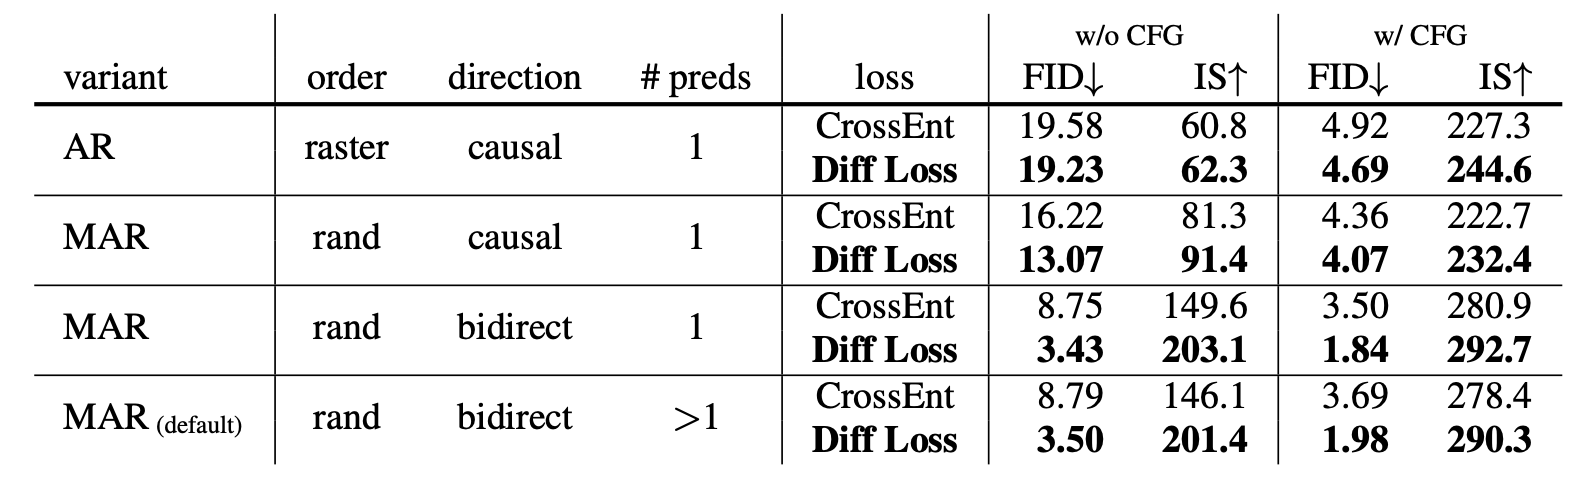 w/o CFG w/ CFG
variant order direction # preds loss FID↓ IS↑ FID↓ IS↑
CrossEnt 19.58 60.8 4.92 227.3
AR raster causal 1
Diff Loss 19.23 62.3 4.69 244.6
CrossEnt 16.22 81.3 4.36 222.7
MAR rand causal 1
Diff Loss 13.07 91.4 4.07 232.4
CrossEnt 8.75 149.6 3.50 280.9
MAR rand bidirect 1
Diff Loss 3.43 203.1 1.84 292.7
CrossEnt 8.79 146.1 3.69 278.4
MAR (default) rand bidirect >1
Diff Loss 3.50 201.4 1.98 290.3